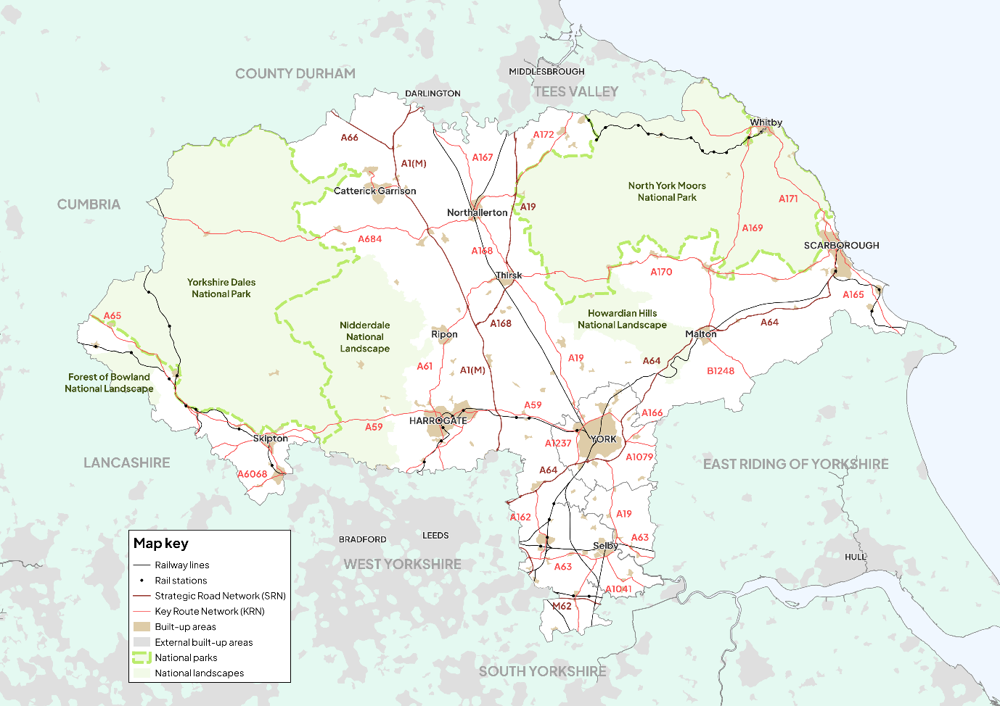 COUNTY DURHAM
MIDDLESBROUGH
DARLINGTON
TEES VALLEY
Whitby
A66
A172
A167
A1(M)
North York Moors
National Park
Catterick Garrison
A171
CUMBRIA
A19
Northallerton
A169
A684
SCARBOROUGH
A168
A170
Thirsk
Yorkshire Dales
National Park
A165
A65
Howardian Hills
National Landscape
A168
A64
Nidderdale
National
Landscape
Ripon
Malton
A19
A64
A61
A1(M)
B1248
Forest of Bowland
National Landscape
A59
A166
HARROGATE
A59
Skipton
YORK
A1237
A1079
LANCASHIRE
EAST RIDING OF YORKSHIRE
A6068
A64
A162
A19
BRADFORD
LEEDS
A63
Selby
HULL
WEST YORKSHIRE
A63
A1041
M62
SOUTH YORKSHIRE
Map key
Railway lines
Rail stations
Strategic Road Network (SRN)
Key Route Network (KRN)
Built-up areas
External built-up areas
National parks
National landscapes